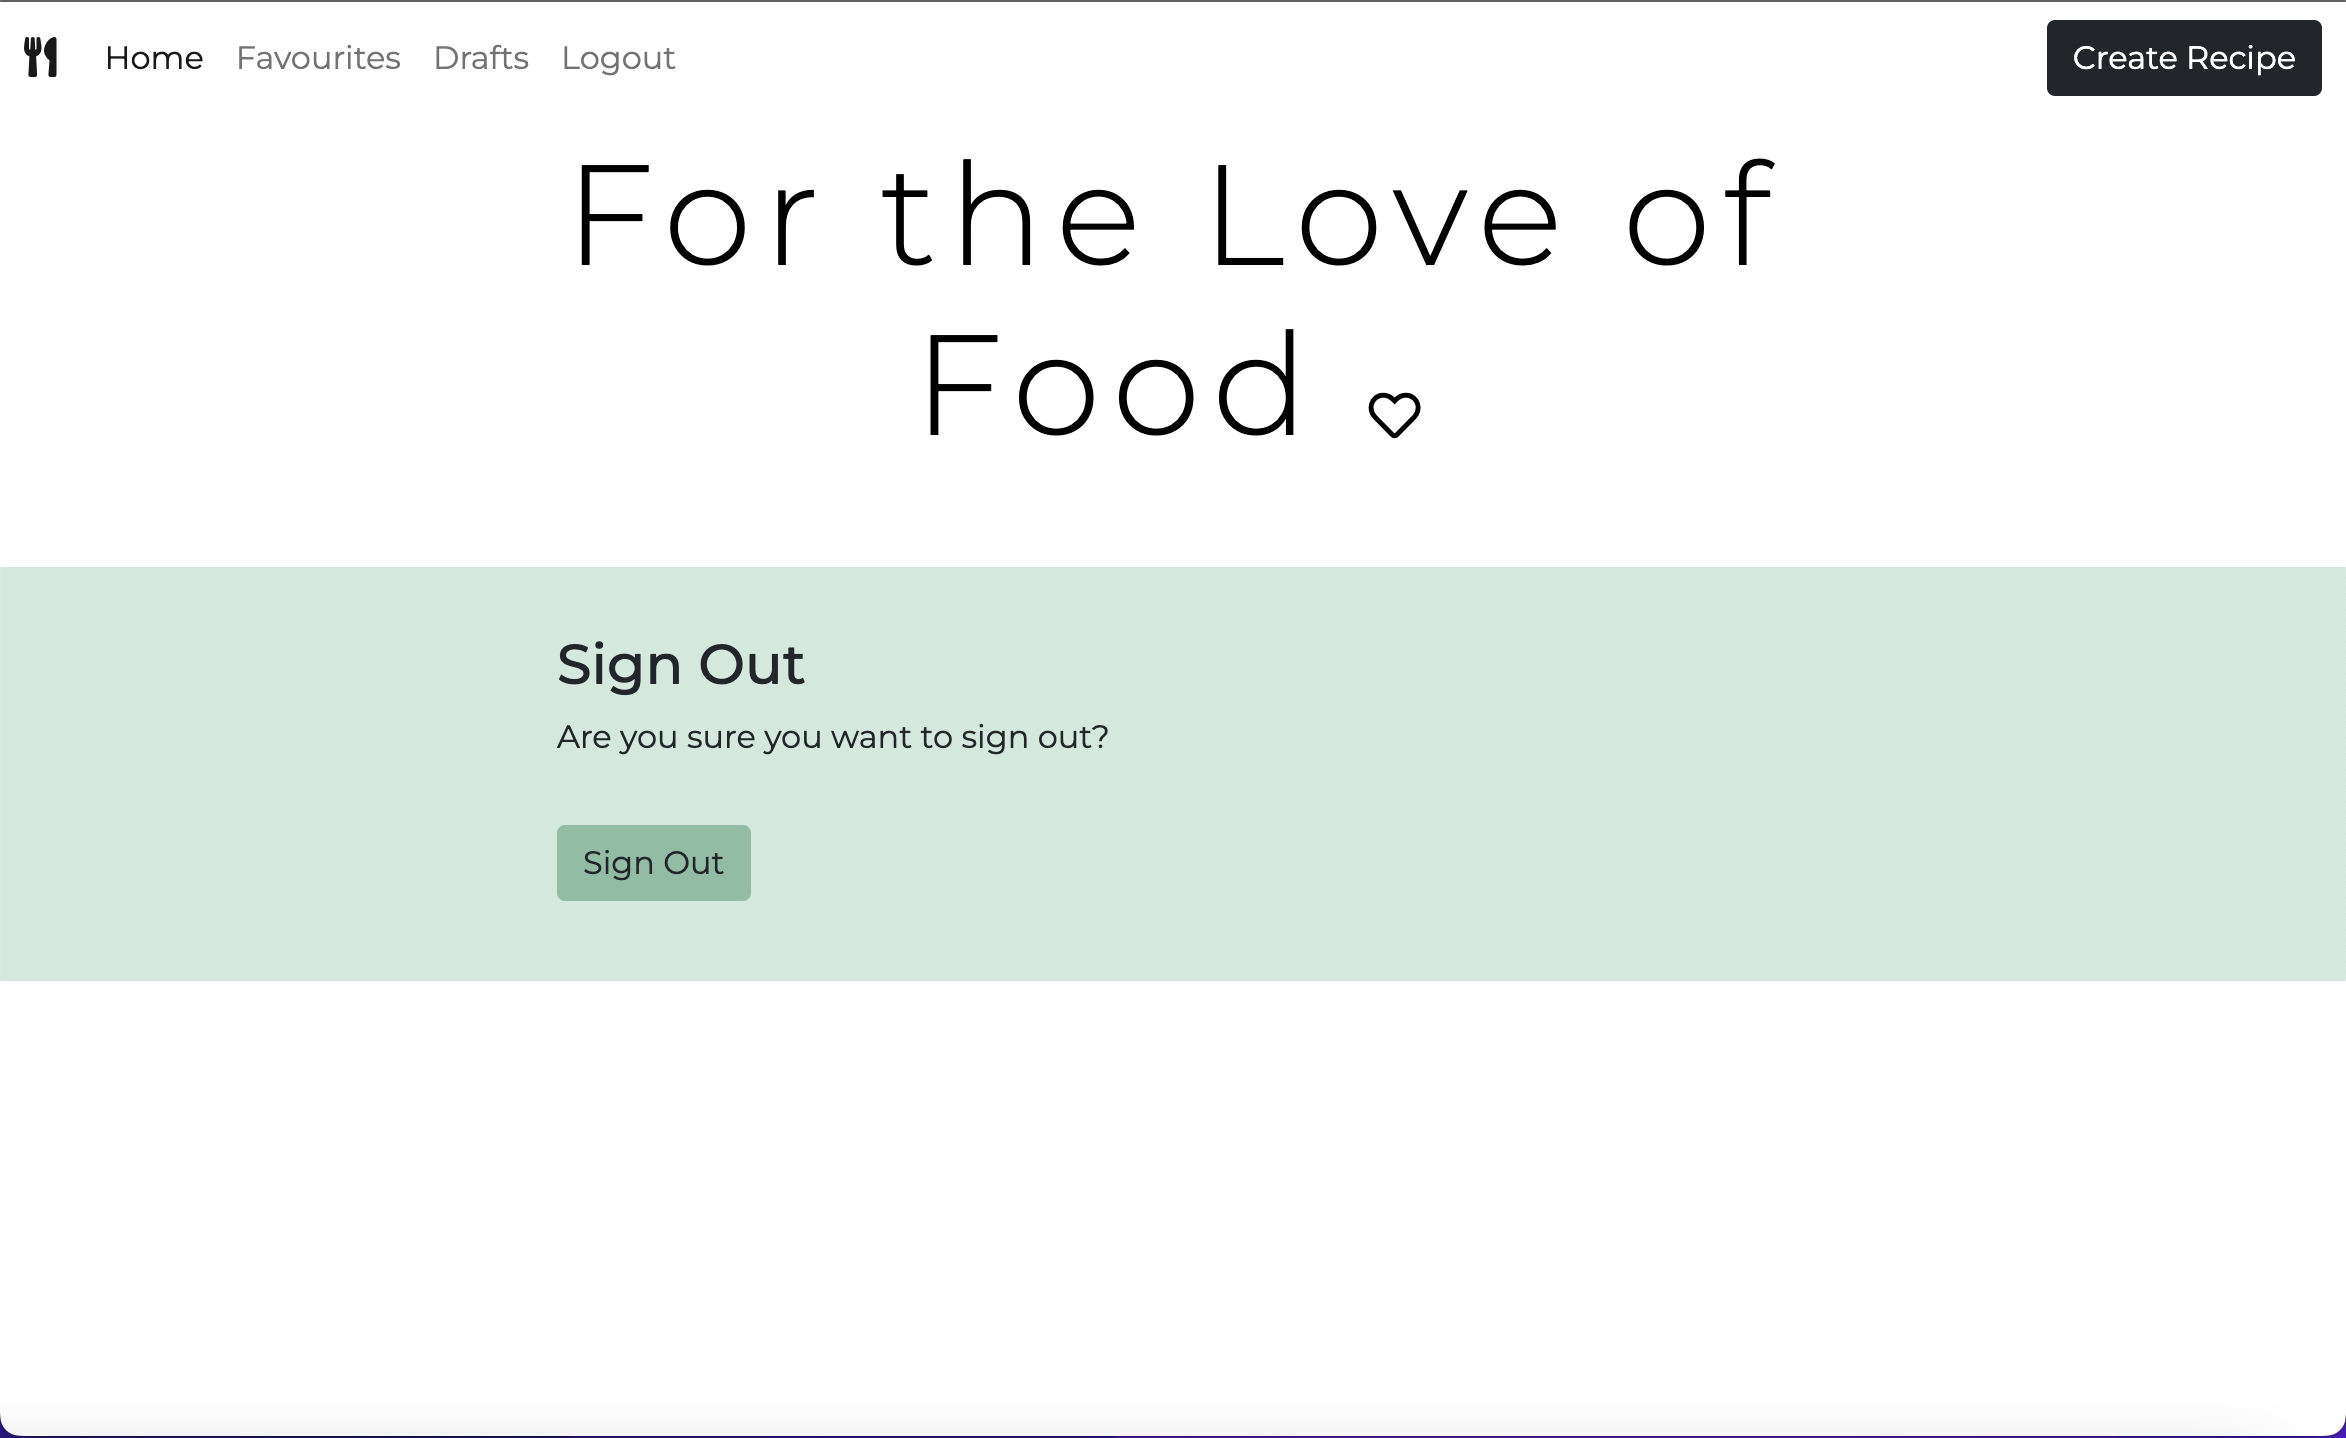 Home Favourites Drafts Logout Create Recipe
For the Love of
Food
Sign Out
Are you sure you want to sign out?
Sign Out